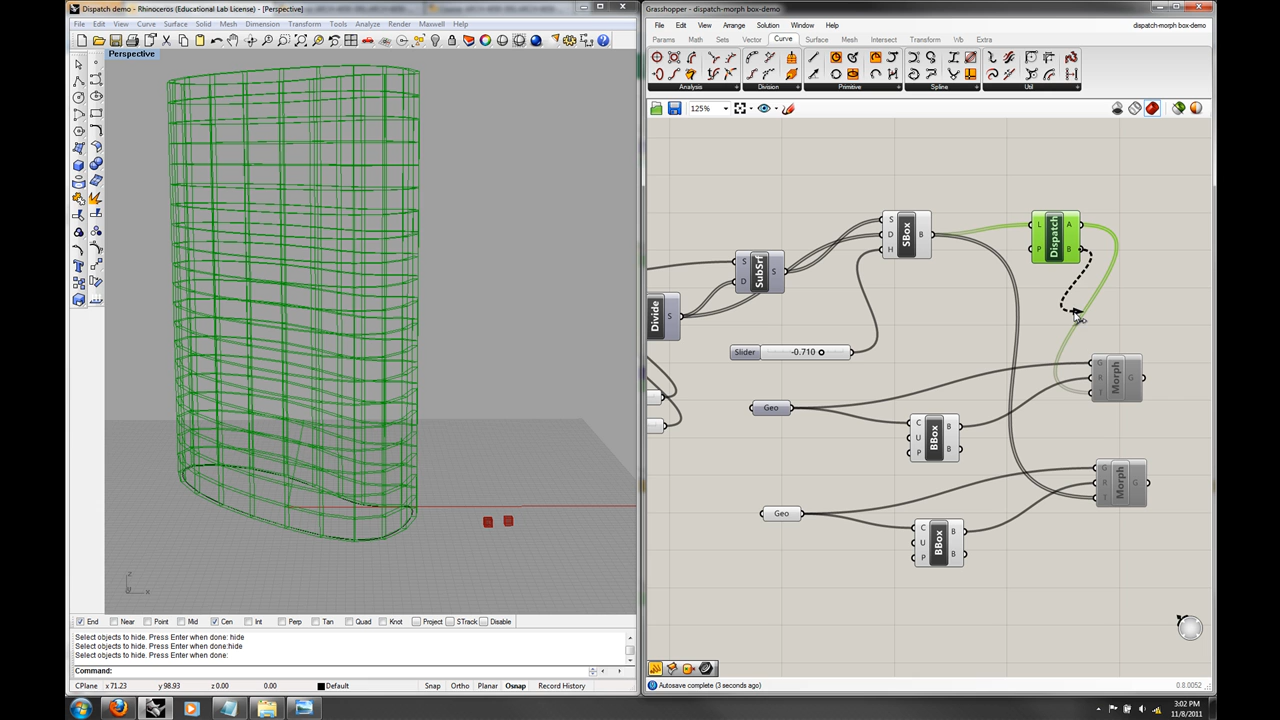 Dispatch demo - Rhinoceros (Educational Lab License) - [Perspective]
File Edit View Curve Surface Solid Mesh Dimension Transform Tools Analyze Render Maxwell Help
Perspective
z
y
x
End Near Point Mid Cen Int Perp Tan Quad Knot Project STrack Disable
Select objects to hide. Press Enter when done: hide
Select objects to hide. Press Enter when done:hide
Select objects to hide. Press Enter when done:
Command:
CPlane x 71.23 y 98.93 z 0.00 0.00 Default Snap Ortho Planar Osnap Record History
Grasshopper - dispatch-morph box-demo
File Edit View Arrange Solution Window Help dispatch-morph box-demo
Params Math Sets Vector Curve Surface Mesh Intersect Transform Wb Extra
Analysis Division Primitive Spline Util
125%
SubSrf
S
D
S
Divide
S
SBox
S
D
H
B
Dispatch
L
P
A
B
Slider -0.710
Geo
BBox
C
U
P
B
B
Morph
G
R
T
G
Geo
BBox
C
U
P
B
B
Morph
G
R
T
G
Autosave complete (3 seconds ago) 0.8.0052
3:02 PM
11/8/2011